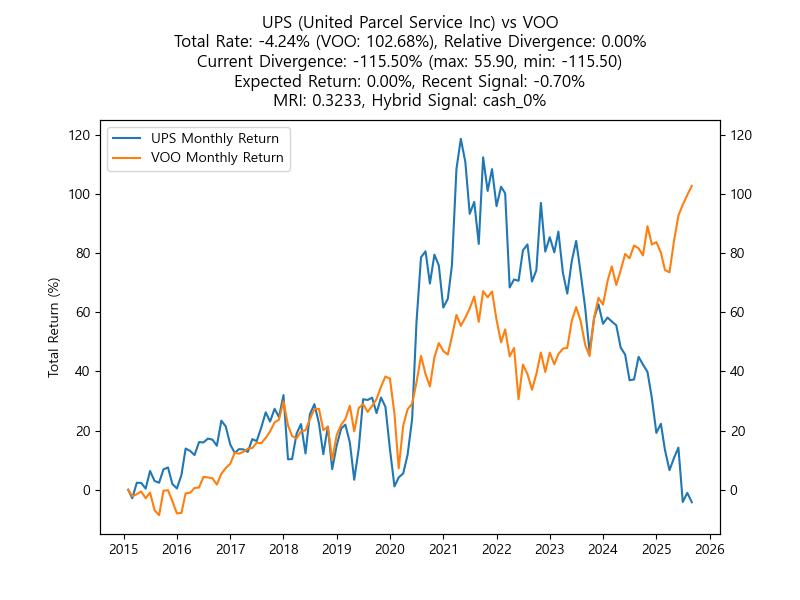 UPS (United Parcel Service Inc) vs VOO
Total Rate: -4.24% (VOO: 102.68%), Relative Divergence: 0.00%
Current Divergence: -115.50% (max: 55.90, min: -115.50)
Expected Return: 0.00%, Recent Signal: -0.70%
MRI: 0.3233, Hybrid Signal: cash_0%
UPS Monthly Return
VOO Monthly Return
Total Return (%)
120
100
80
60
40
20
0
120
100
80
60
40
20
0
2015 2016 2017 2018 2019 2020 2021 2022 2023 2024 2025 2026